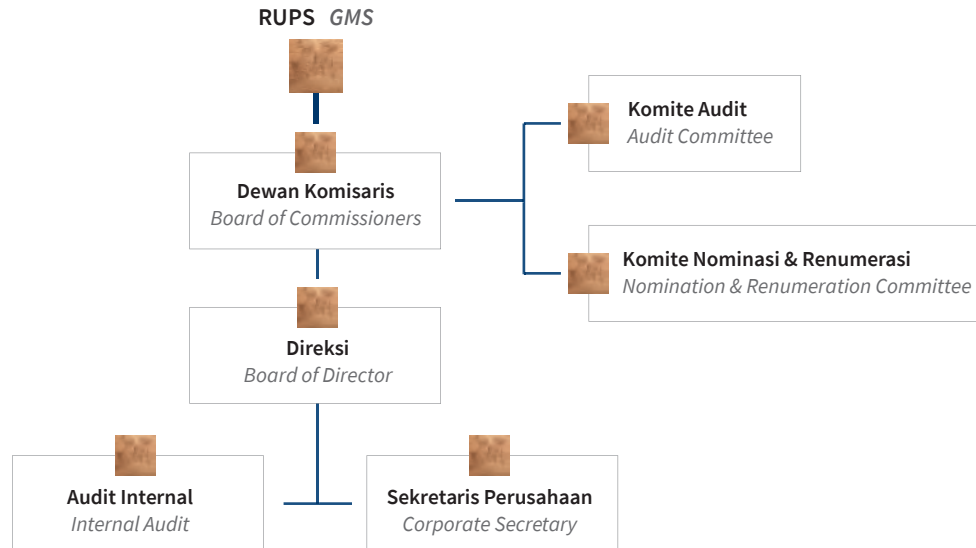 RUPS GMS
Komite Audit
Audit Committee
Dewan Komisaris
Board of Commissioners
Komite Nominasi & Renumerasi
Nomination & Renumeration Committee
Direksi
Board of Director
Audit Internal
Internal Audit
Sekretaris Perusahaan
Corporate Secretary